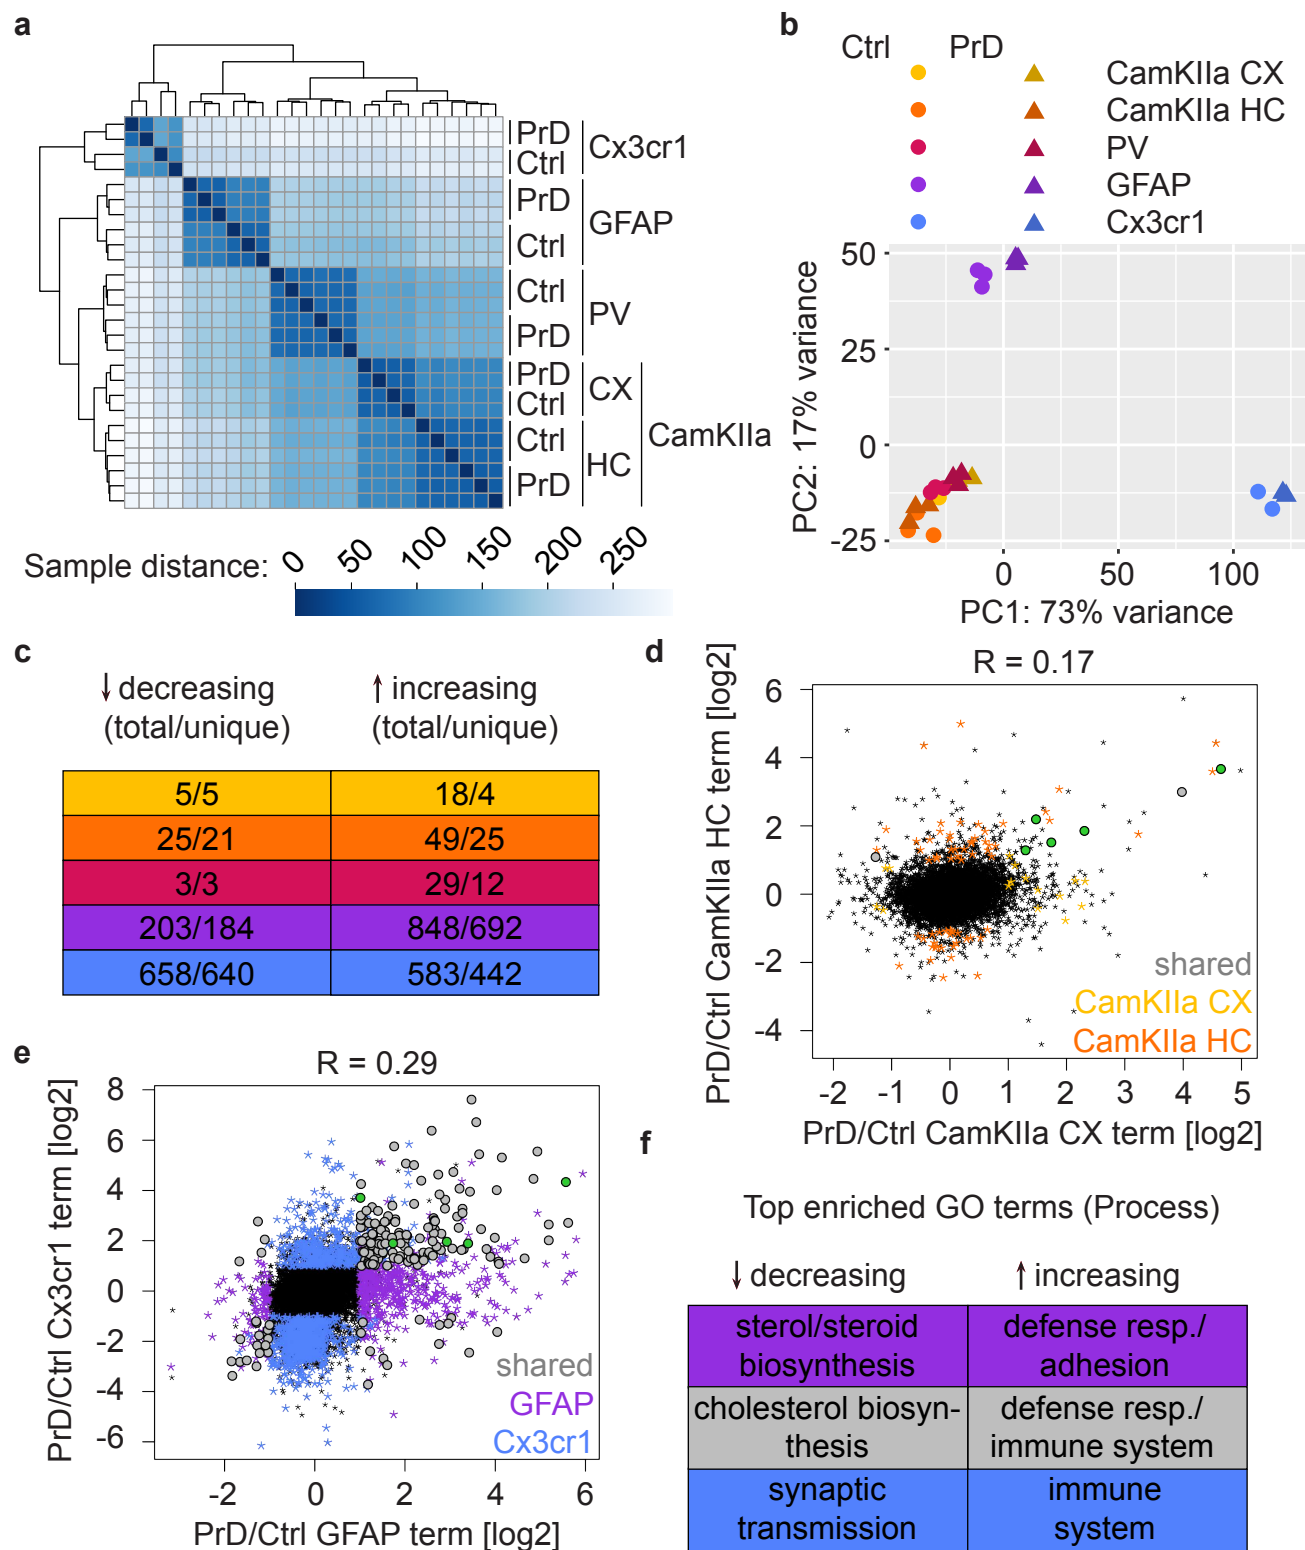 a
PrD
Ctrl
Cx3cr1
PrD
Ctrl
GFAP
Ctrl
PrD
PV
PrD
Ctrl
CX
Ctrl
PrD
HC
CamKIIa
Sample distance:
0
50
100
150
200
250
b
Ctrl PrD
CamKIIa CX
CamKIIa HC
PV
GFAP
Cx3cr1
PC2: 17% variance
50
25
0
-25
0 50 100
PC1: 73% variance
c
↓ decreasing
(total/unique)
↑ increasing
(total/unique)
5/5 18/4
25/21 49/25
3/3 29/12
203/184 848/692
658/640 583/442
d
R = 0.17
PrD/Ctrl CamKIIa HC term [log2]
6
4
2
0
-2
-4
shared
CamKIIa CX
CamKIIa HC
-2 -1 0 1 2 3 4 5
PrD/Ctrl CamKIIa CX term [log2]
e
R = 0.29
PrD/Ctrl Cx3cr1 term [log2]
8
6
4
2
0
-2
-4
-6
shared
GFAP
Cx3cr1
-2 0 2 4 6
PrD/Ctrl GFAP term [log2]
f
Top enriched GO terms (Process)
↓ decreasing ↑ increasing
sterol/steroid
biosynthesis
defense resp./
adhesion
cholesterol biosyn-
thesis
defense resp./
immune system
synaptic
transmission
immune
system